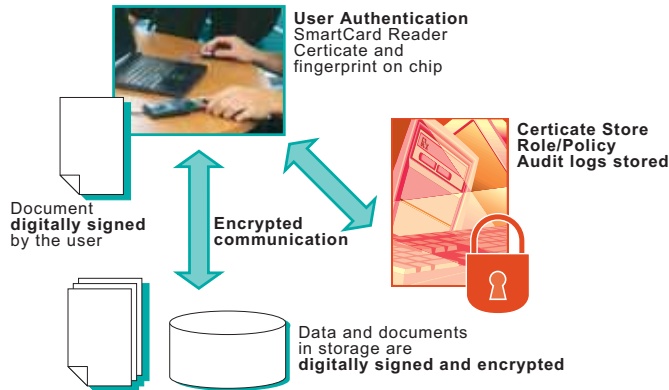 User Authentication
SmartCard Reader
Certicate and
fingerprint on chip
Certicate Store
Role/Policy
Audit logs stored
Document
digitally signed
by the user
Encrypted
communication
Data and documents
in storage are
digitally signed and encrypted